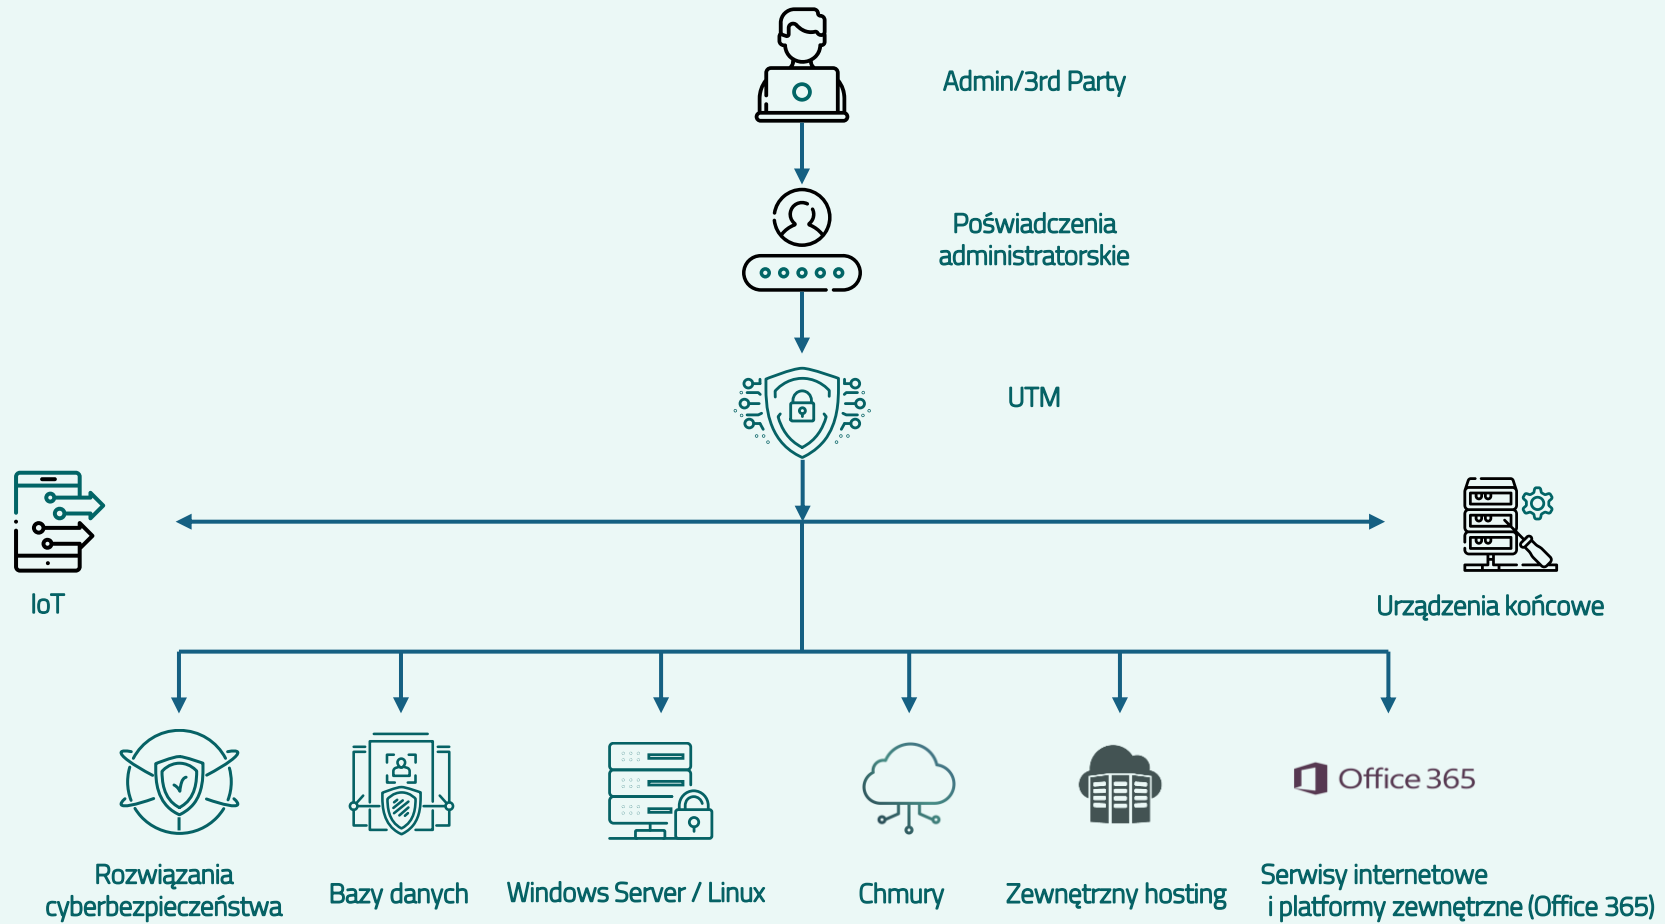 Admin/3rd Party
Poświadczenia
administratorskie
UTM
IoT
Urządzenia końcowe
Office 365
Rozwiązania
cyberbezpieczeństwa
Bazy danych
Windows Server / Linux
Chmury
Zewnętrzny hosting
Serwisy internetowe
i platformy zewnętrzne (Office 365)